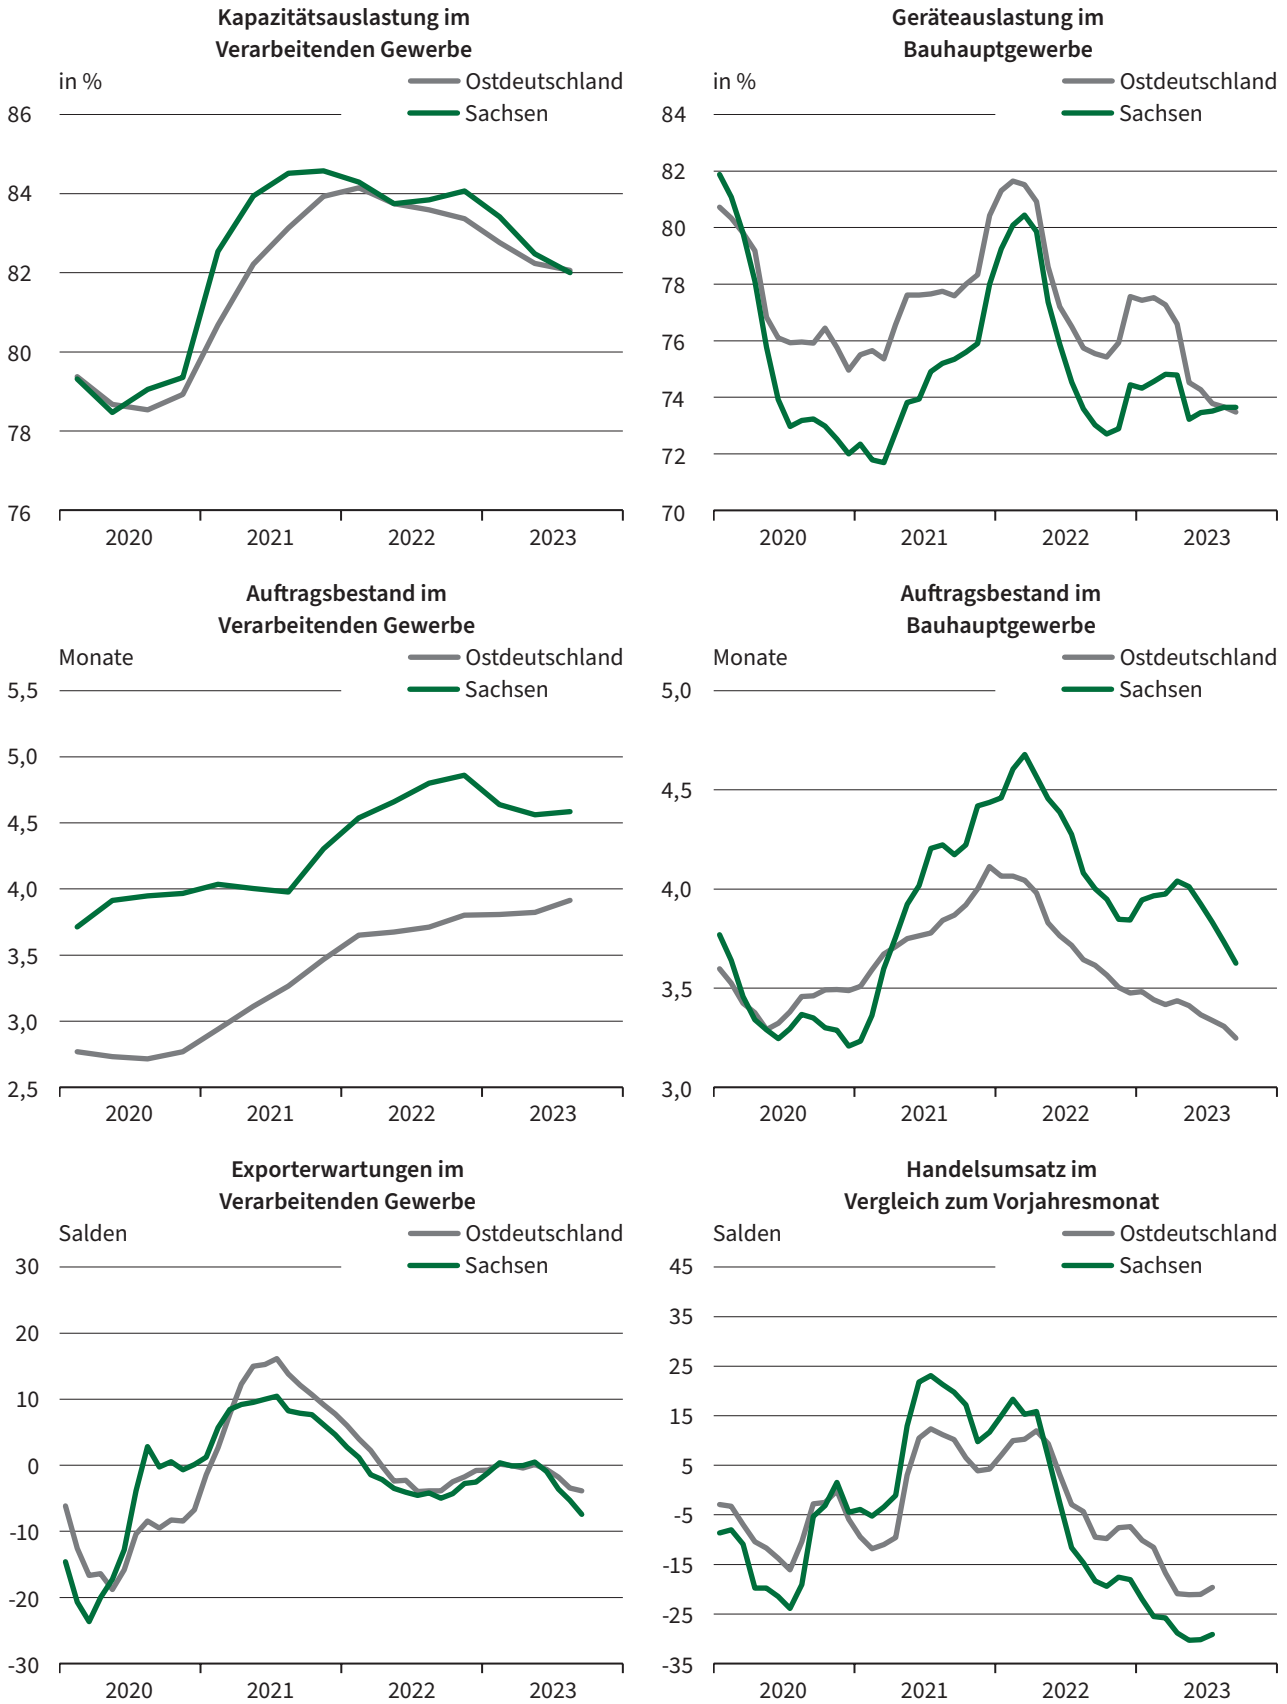 Kapazitätsauslastung im
Verarbeitenden Gewerbe
in %
Ostdeutschland
Sachsen
86
84
82
80
78
76
2020
2021
2022
2023
Geräteauslastung im
Bauhauptgewerbe
in %
Ostdeutschland
Sachsen
84
82
80
78
76
74
72
70
2020
2021
2022
2023
Auftragsbestand im
Verarbeitenden Gewerbe
Monate
Ostdeutschland
Sachsen
5,5
5,0
4,5
4,0
3,5
3,0
2,5
2020
2021
2022
2023
Auftragsbestand im
Bauhauptgewerbe
Monate
Ostdeutschland
Sachsen
5,0
4,5
4,0
3,5
3,0
2020
2021
2022
2023
Exporterwartungen im
Verarbeitenden Gewerbe
Salden
Ostdeutschland
Sachsen
30
20
10
0
-10
-20
-30
2020
2021
2022
2023
Handelsumsatz im
Vergleich zum Vorjahresmonat
Salden
Ostdeutschland
Sachsen
45
35
25
15
5
-5
-15
-25
-35
2020
2021
2022
2023